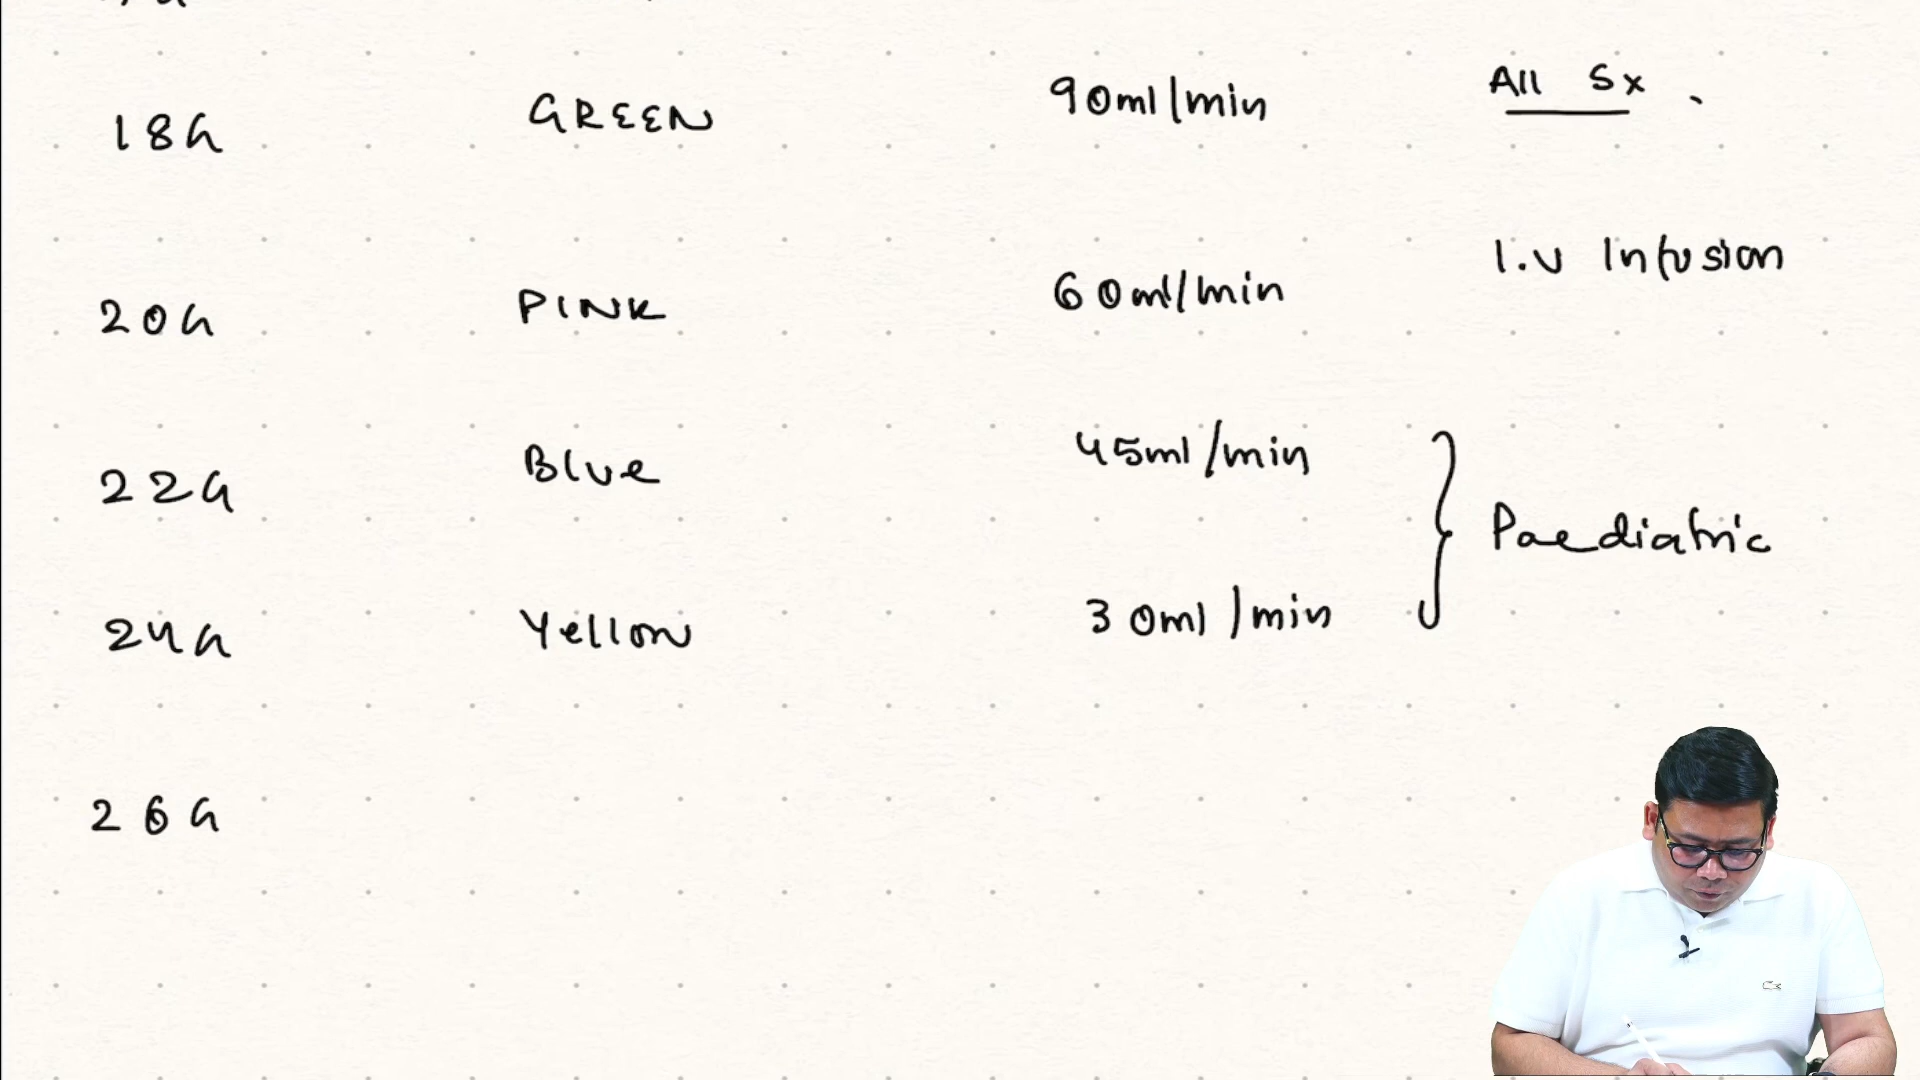 18G GREEN 90ml/min All Sx .
20G PINK 60ml/min I.V Infusion
22G Blue 45ml/min
Paediatric
24G Yellow 30ml/min
26G